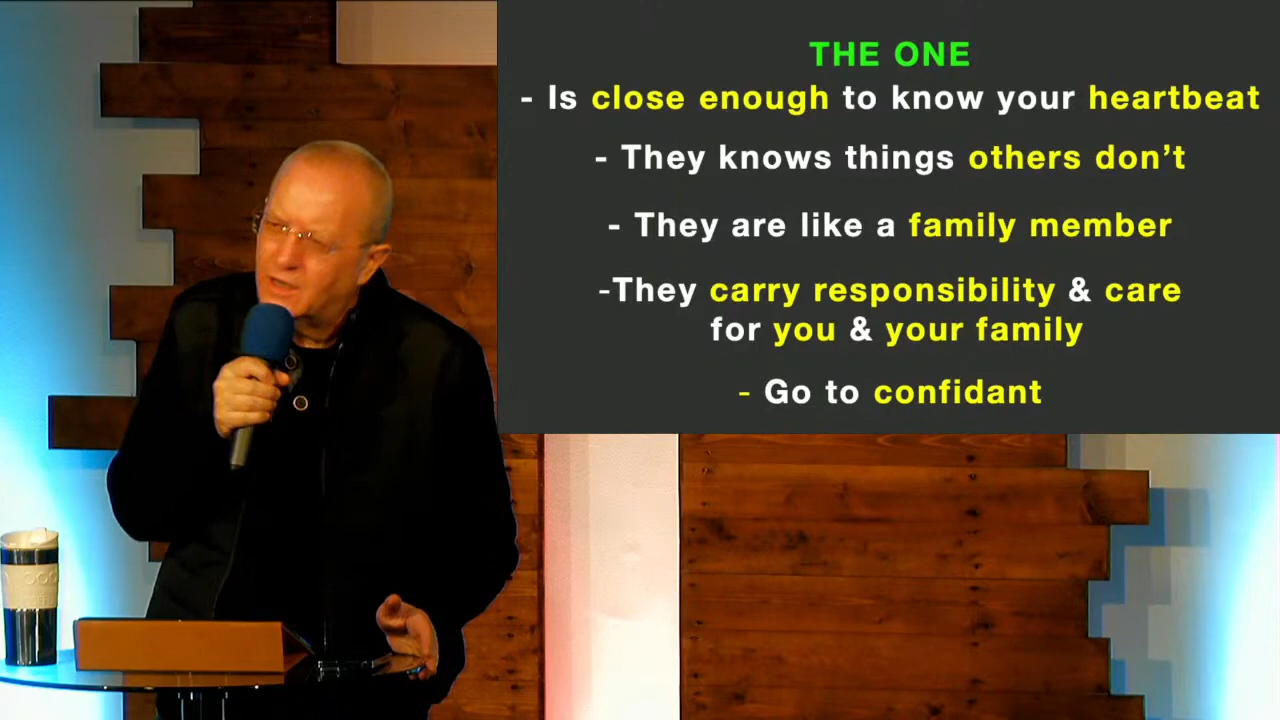 THE ONE
- Is close enough to know your heartbeat
- They knows things others don’t
- They are like a family member
-They carry responsibility & care
for you & your family
- Go to confidant